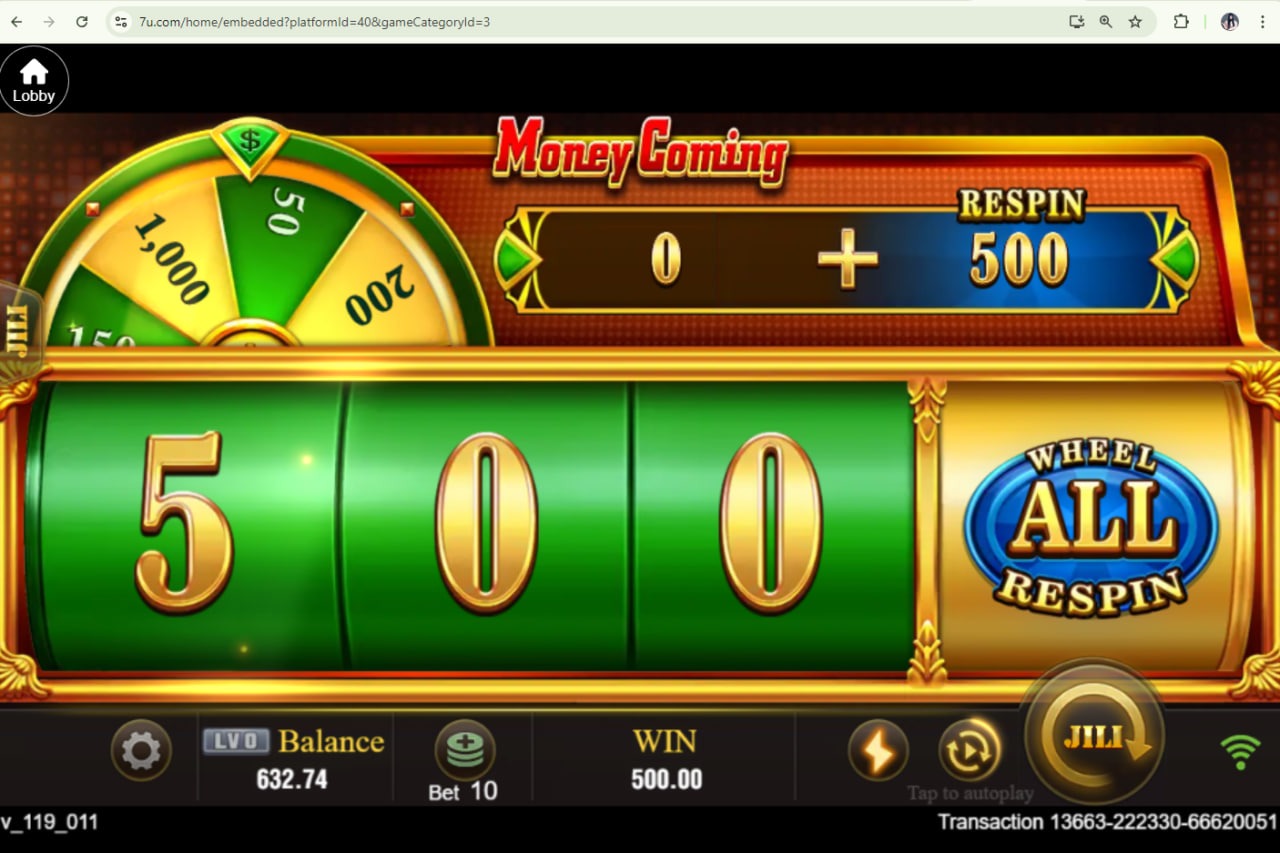 7u.com/home/embedded?platformId=40&gameCategoryId=3
Lobby
Money Coming
$
RESPIN
0 + 500
1,000
50
200
150
JILI
5 0 0
WHEEL
ALL
RESPIN
LV 0 Balance
632.74
Bet 10
WIN
500.00
JILI
Tap to autoplay
v_119_011
Transaction 13663-222330-66620051